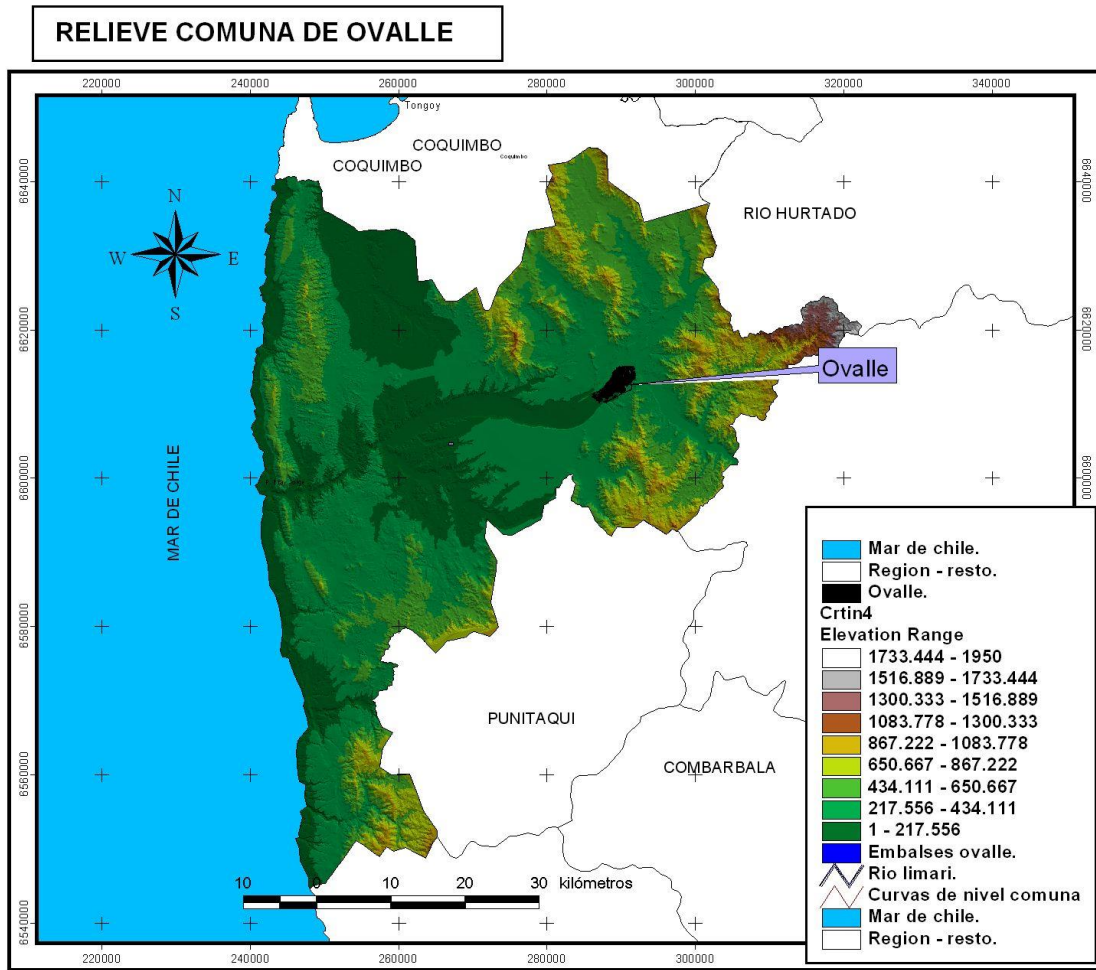 RELIEVE COMUNA DE OVALLE
220000 240000 260000 280000 300000 320000 340000
Tongoy
COQUIMBO
Coquimbo
COQUIMBO
6640000 6640000
RIO HURTADO
N
W E
S
6620000 6620000
Ovalle
6600000 6600000
MAR DE CHILE
6580000
PUNITAQUI
COMBARBALA
6560000
6540000
10 0 10 20 30 kilómetros
Mar de chile.
Region - resto.
Ovalle.
Crtin4
Elevation Range
1733.444 - 1950
1516.889 - 1733.444
1300.333 - 1516.889
1083.778 - 1300.333
867.222 - 1083.778
650.667 - 867.222
434.111 - 650.667
217.556 - 434.111
1 - 217.556
Embalses ovalle.
Rio limari.
Curvas de nivel comuna
Mar de chile.
Region - resto.
220000 240000 260000 280000 300000 320000 340000